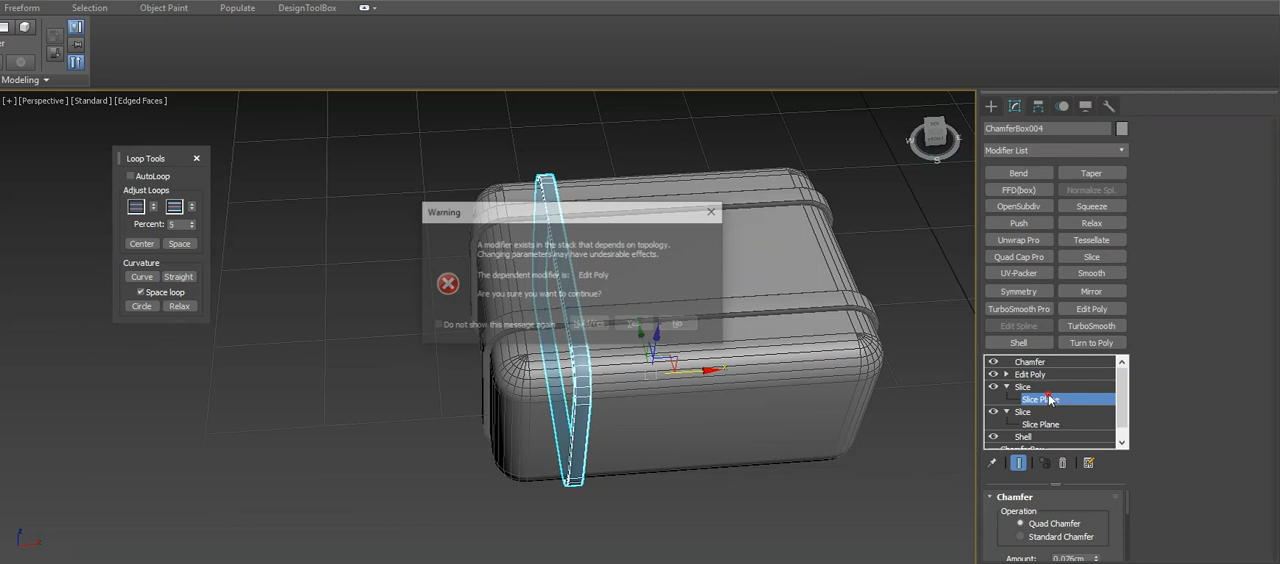 Freeform Selection Object Paint Populate DesignToolBox
Modeling
[+] [Perspective] [Standard] [Edged Faces]
Loop Tools
AutoLoop
Adjust Loops
Percent: 5
Center Space
Curvature
Curve Straight
Space loop
Circle Relax
Warning
A modifier exists in the stack that depends on topology.
Changing parameters may have undesirable effects.
The dependent modifier is: Edit Poly
Are you sure you want to continue?
Do not show this message again
Yes No
W
S
ChamferBox004
Modifier List
Bend Taper
FFD(box) Normalize Spl.
OpenSubdiv Squeeze
Push Relax
Unwrap Pro Tessellate
Quad Cap Pro Slice
UV-Packer Smooth
Symmetry Mirror
TurboSmooth Pro Edit Poly
Edit Spline TurboSmooth
Shell Turn to Poly
Chamfer
Edit Poly
Slice
Slice Plane
Slice
Slice Plane
Shell
ChamferBox
Chamfer
Operation
Quad Chamfer
Standard Chamfer
Amount: 0.076cm
z
x